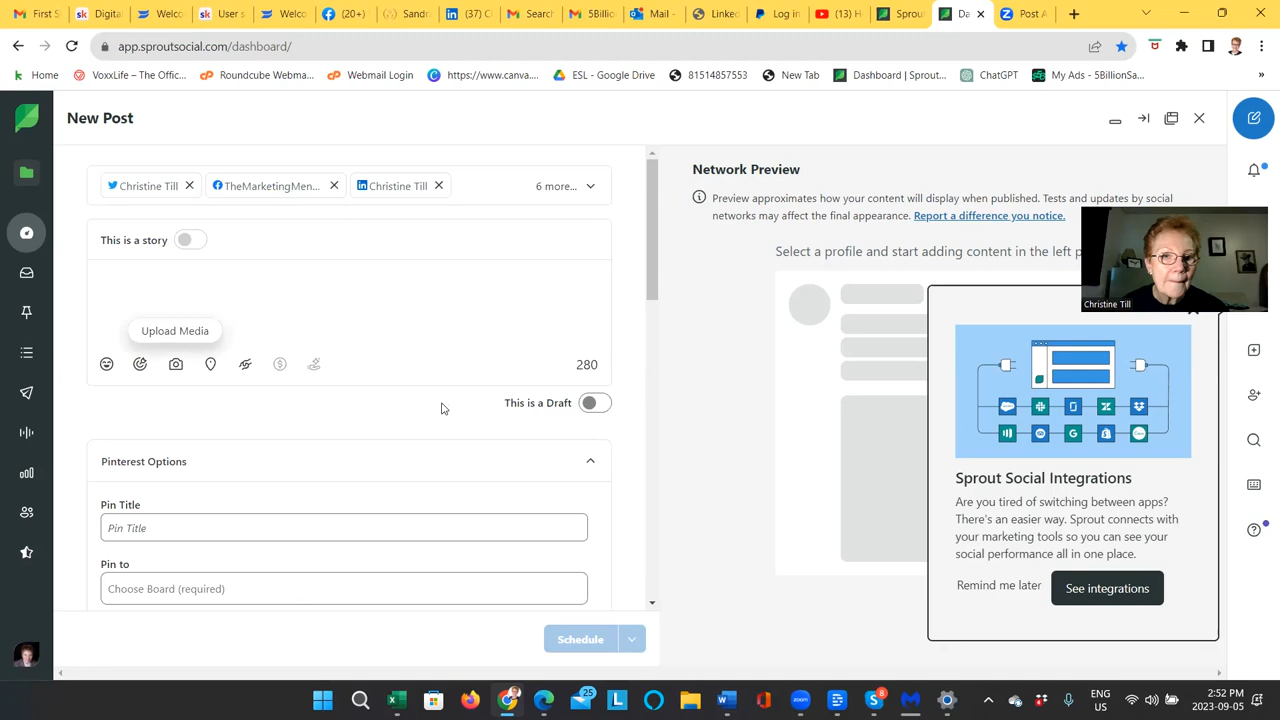 First S
Digital
Welco
User s
Welco
(20+)
Sandra
(37) C
Search
5Billion
Mail -
Linked
Log in
(13) H
Sprou
Da
Post A
app.sproutsocial.com/dashboard/
Home
VoxxLife – The Offic...
Roundcube Webma...
Webmail Login
https://www.canva....
ESL - Google Drive
81514857553
New Tab
Dashboard | Sprout...
ChatGPT
My Ads - 5BillionSa...
»
New Post
Christine Till
TheMarketingMen...
Christine Till
6 more...
This is a story
Upload Media
280
This is a Draft
Pinterest Options
Pin Title
Pin Title
Pin to
Choose Board (required)
Schedule
Network Preview
Preview approximates how your content will display when published. Tests and updates by social
networks may affect the final appearance. Report a difference you notice.
Select a profile and start adding content in the left p
Christine Till
Sprout Social Integrations
Are you tired of switching between apps?
There's an easier way. Sprout connects with
your marketing tools so you can see your
social performance all in one place.
Remind me later
See integrations
25
8
ENG
US
2:52 PM
2023-09-05